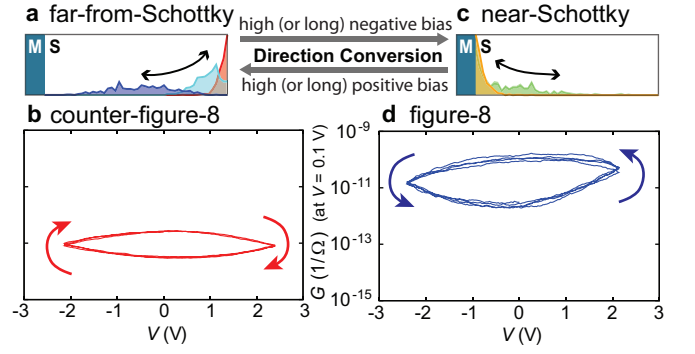 a far-from-Schottky
high (or long) negative bias
c near-Schottky
M S
Direction Conversion
M S
high (or long) positive bias
b counter-figure-8
d figure-8
G (1/Ω) (at V = 0.1 V)
10⁻⁹
10⁻¹¹
10⁻¹³
10⁻¹⁵
-3 -2 -1 0 1 2 3
V (V)
-3 -2 -1 0 1 2 3
V (V)